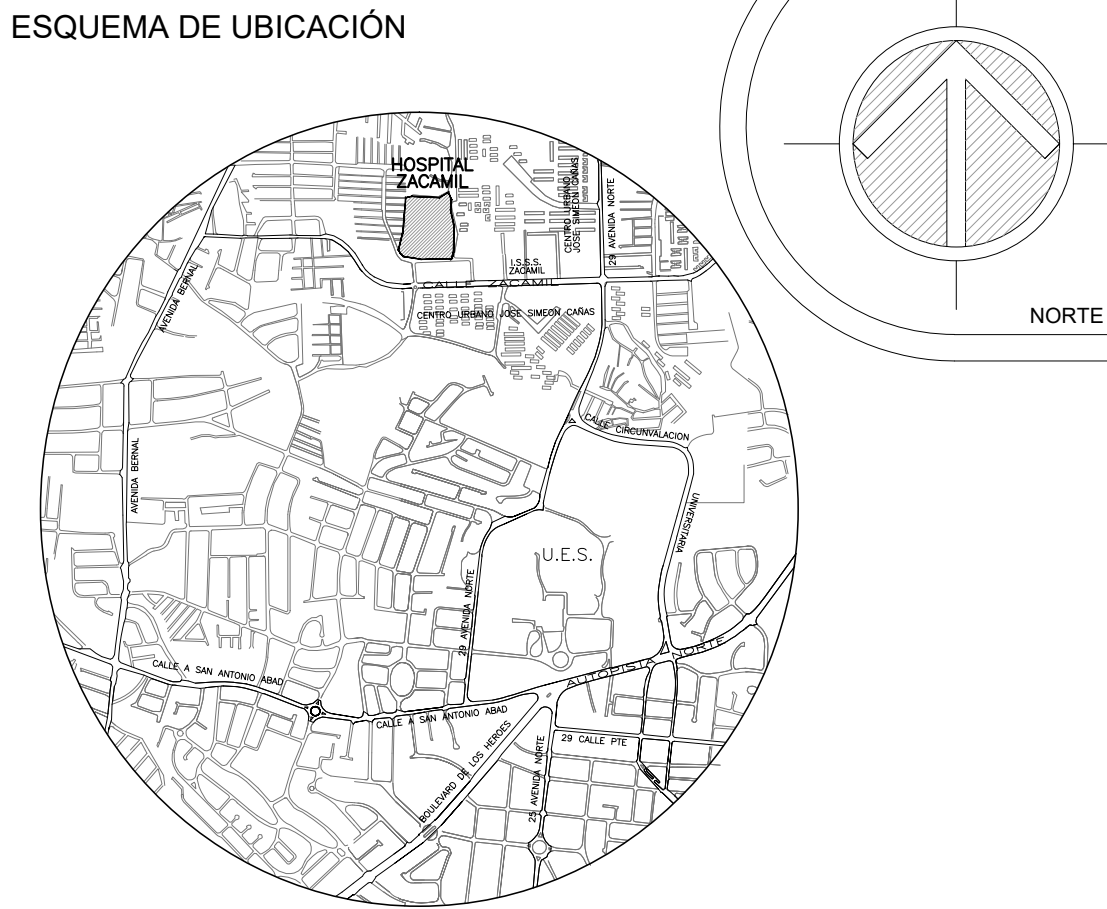 ESQUEMA DE UBICACIÓN
NORTE
HOSPITAL
ZACAMIL
CENTRO URBANO
JOSE SIMEON CAÑAS
29 AVENIDA NORTE
I.S.S.S.
ZACAMIL
CALLE ZACAMIL
AVENIDA BERNAL
CENTRO URBANO JOSE SIMEON CAÑAS
CALLE CIRCUNVALACION
AVENIDA BERNAL
UNIVERSITARIA
U.E.S.
29 AVENIDA NORTE
AUTOPISTA NORTE
CALLE A SAN ANTONIO ABAD
CALLE A SAN ANTONIO ABAD
BOULEVARD DE LOS HEROES
29 CALLE PTE
25 AVENIDA NORTE